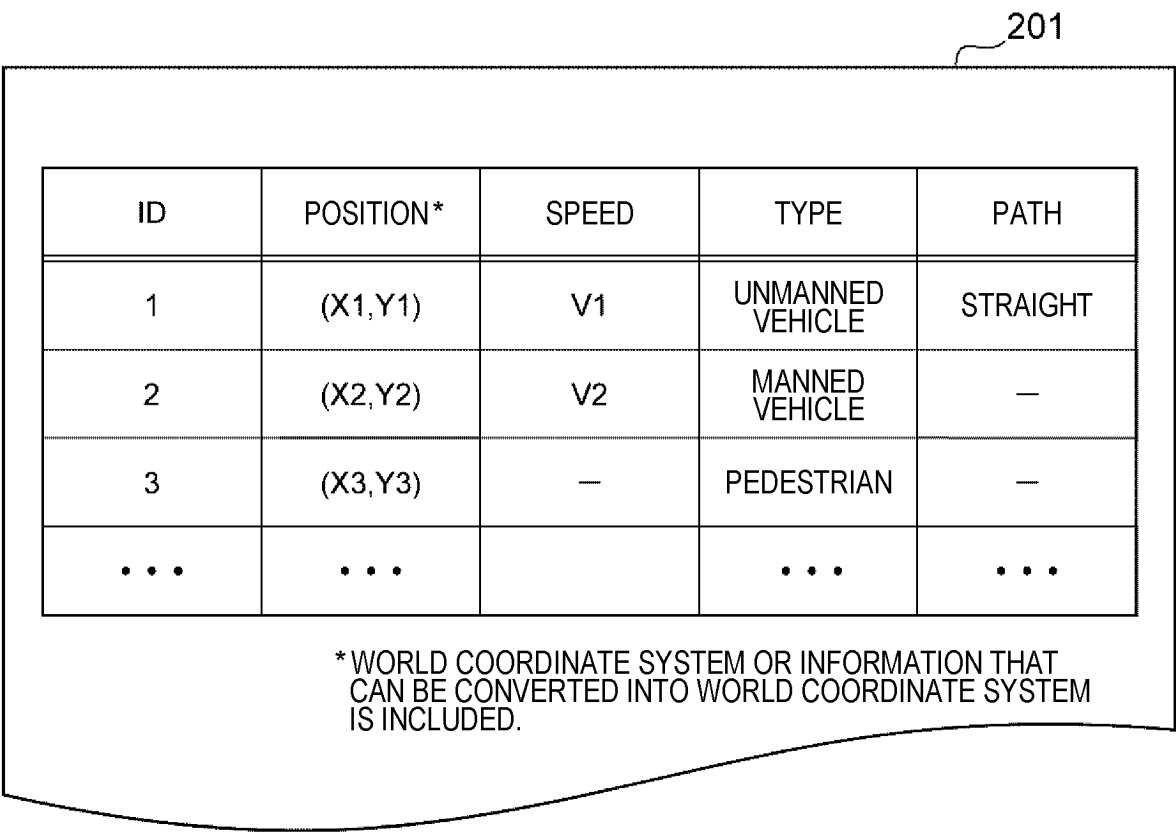 201
ID POSITION* SPEED TYPE PATH
1 (X1,Y1) V1 UNMANNED VEHICLE STRAIGHT
2 (X2,Y2) V2 MANNED VEHICLE —
3 (X3,Y3) — PEDESTRIAN —
••• ••• ••• •••
*WORLD COORDINATE SYSTEM OR INFORMATION THAT
CAN BE CONVERTED INTO WORLD COORDINATE SYSTEM
IS INCLUDED.